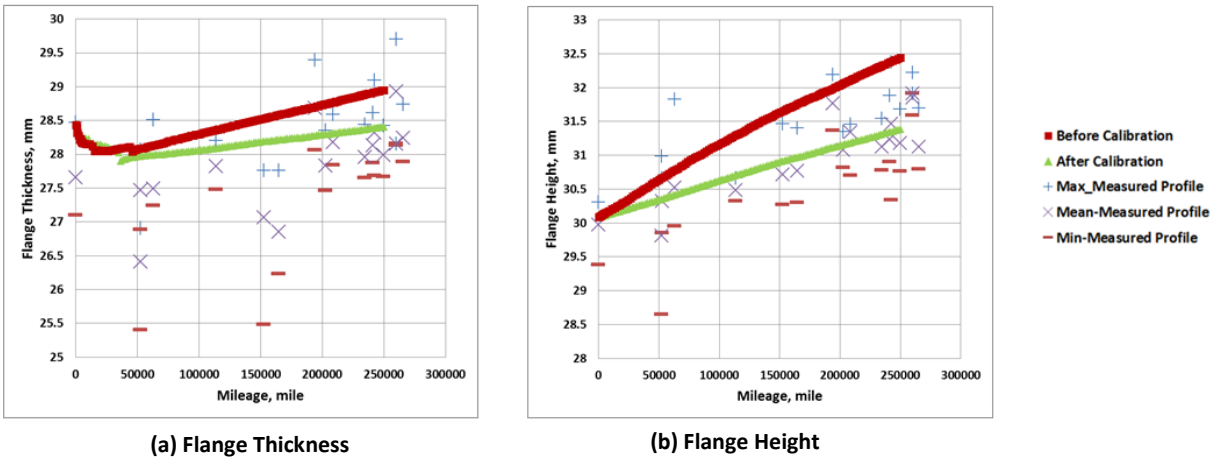 30
29.5
29
28.5
28
27.5
27
26.5
26
25.5
25
Flange Thickness, mm
0 50000 100000 150000 200000 250000 300000
Mileage, mile
33
32.5
32
31.5
31
30.5
30
29.5
29
28.5
28
Flange Height, mm
0 50000 100000 150000 200000 250000 300000
Mileage, mile
Before Calibration
After Calibration
Max_Measured Profile
Mean-Measured Profile
Min-Measured Profile
(a) Flange Thickness
(b) Flange Height